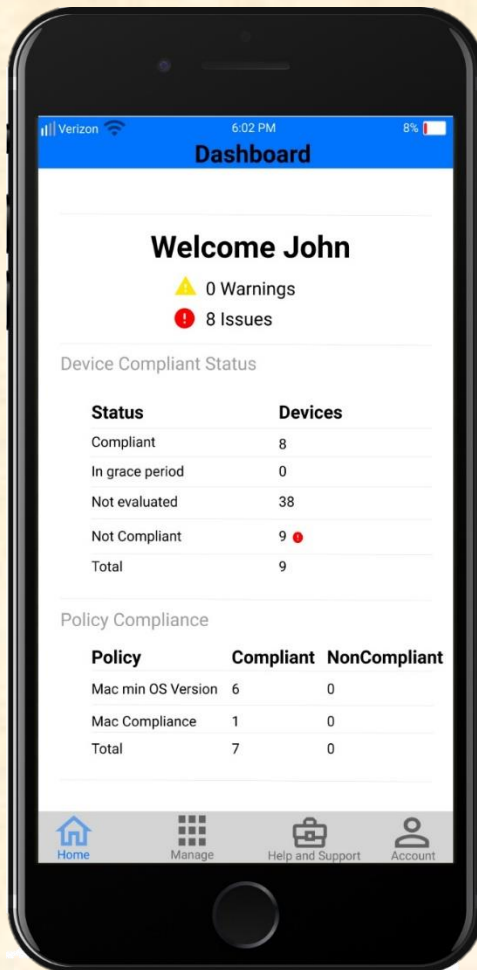 Verizon 6:02 PM 8%
Dashboard
Welcome John
0 Warnings
8 Issues
Device Compliant Status
Status Devices
Compliant 8
In grace period 0
Not evaluated 38
Not Compliant 9
Total 9
Policy Compliance
Policy Compliant NonCompliant
Mac min OS Version 6 0
Mac Compliance 1 0
Total 7 0
Home Manage Help and Support Account